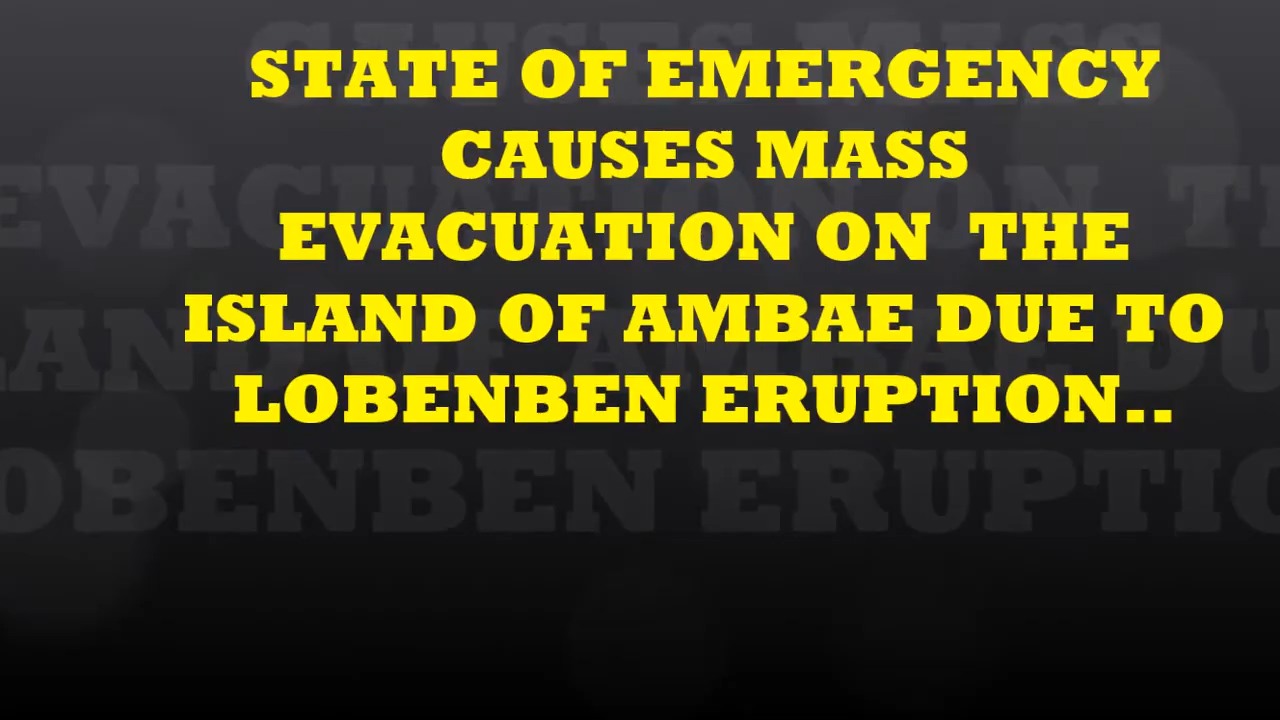 STATE OF EMERGENCY
CAUSES MASS
EVACUATION ON THE
ISLAND OF AMBAE DUE TO
LOBENBEN ERUPTION..